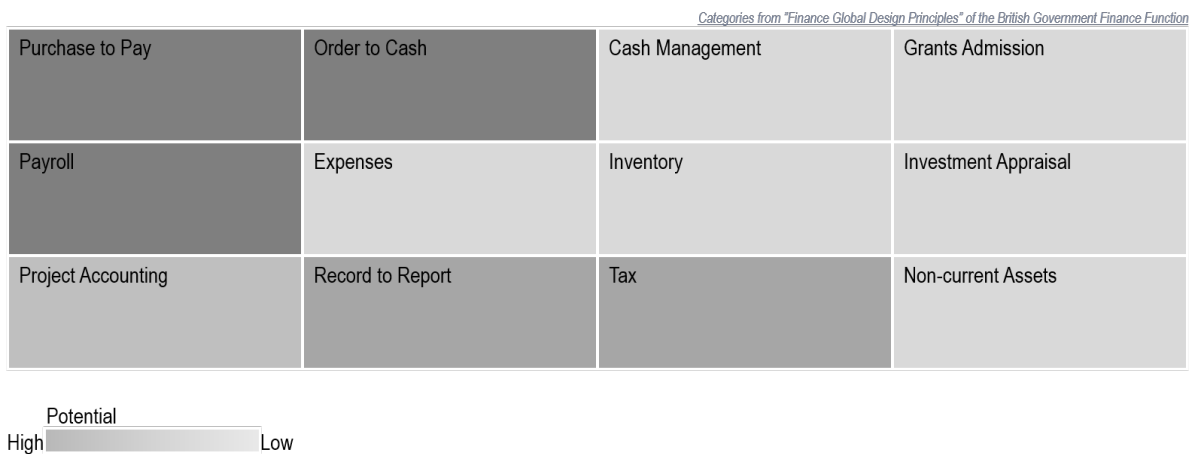 Categories from "Finance Global Design Principles" of the British Government Finance Function
Purchase to Pay
Order to Cash
Cash Management
Grants Admission
Payroll
Expenses
Inventory
Investment Appraisal
Project Accounting
Record to Report
Tax
Non-current Assets
Potential
High
Low